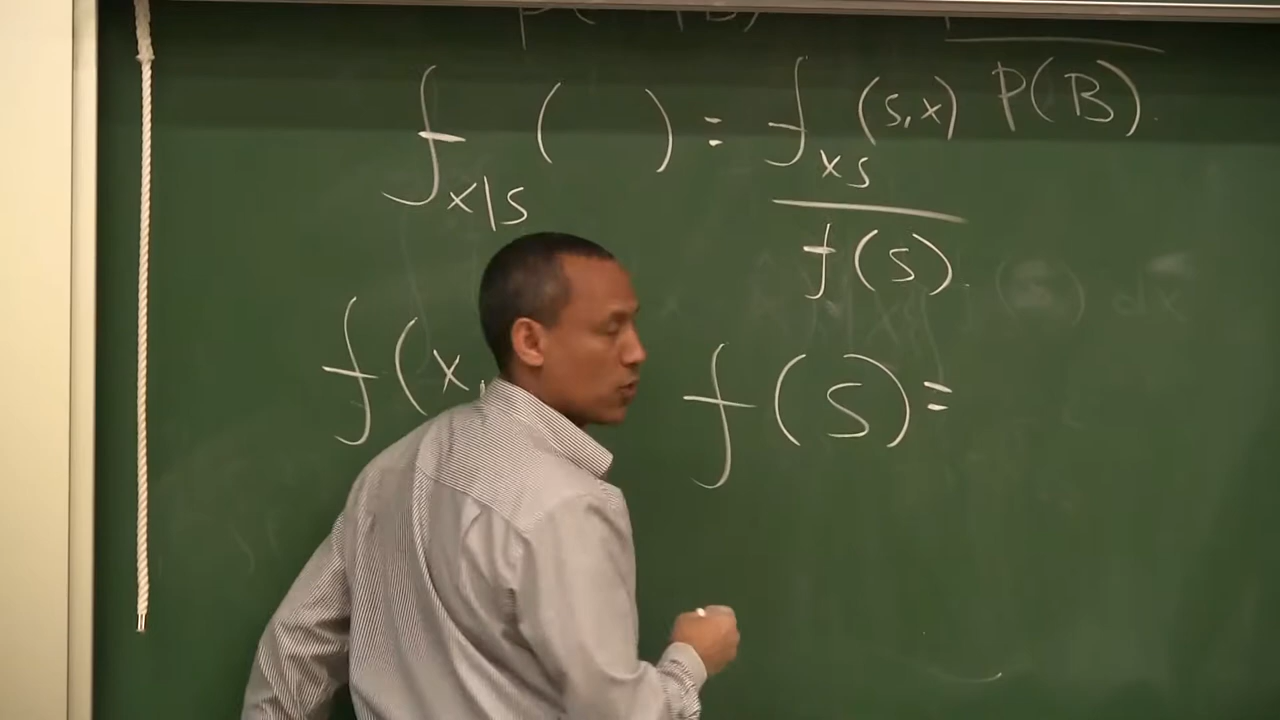 P(B)
f_{x|s} ( ) = f_{xs} (s,x)
f(s).
f(x, f(s) =